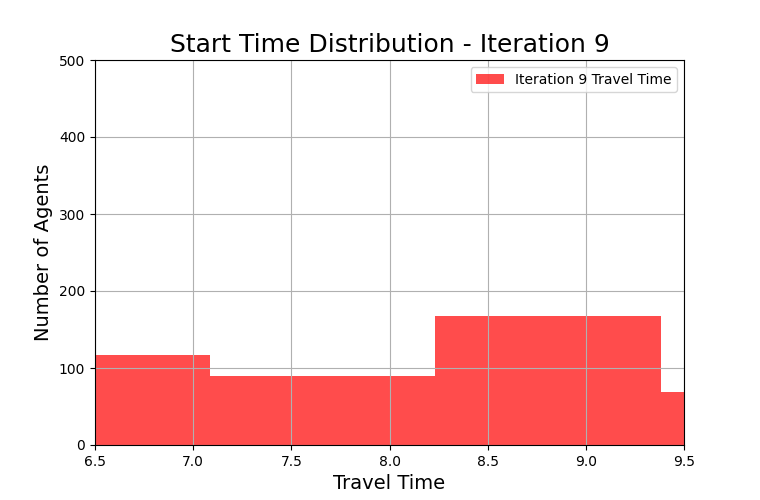 Start Time Distribution - Iteration 9
500
Iteration 9 Travel Time
400
300
200
100
0
Number of Agents
6.5 7.0 7.5 8.0 8.5 9.0 9.5
Travel Time